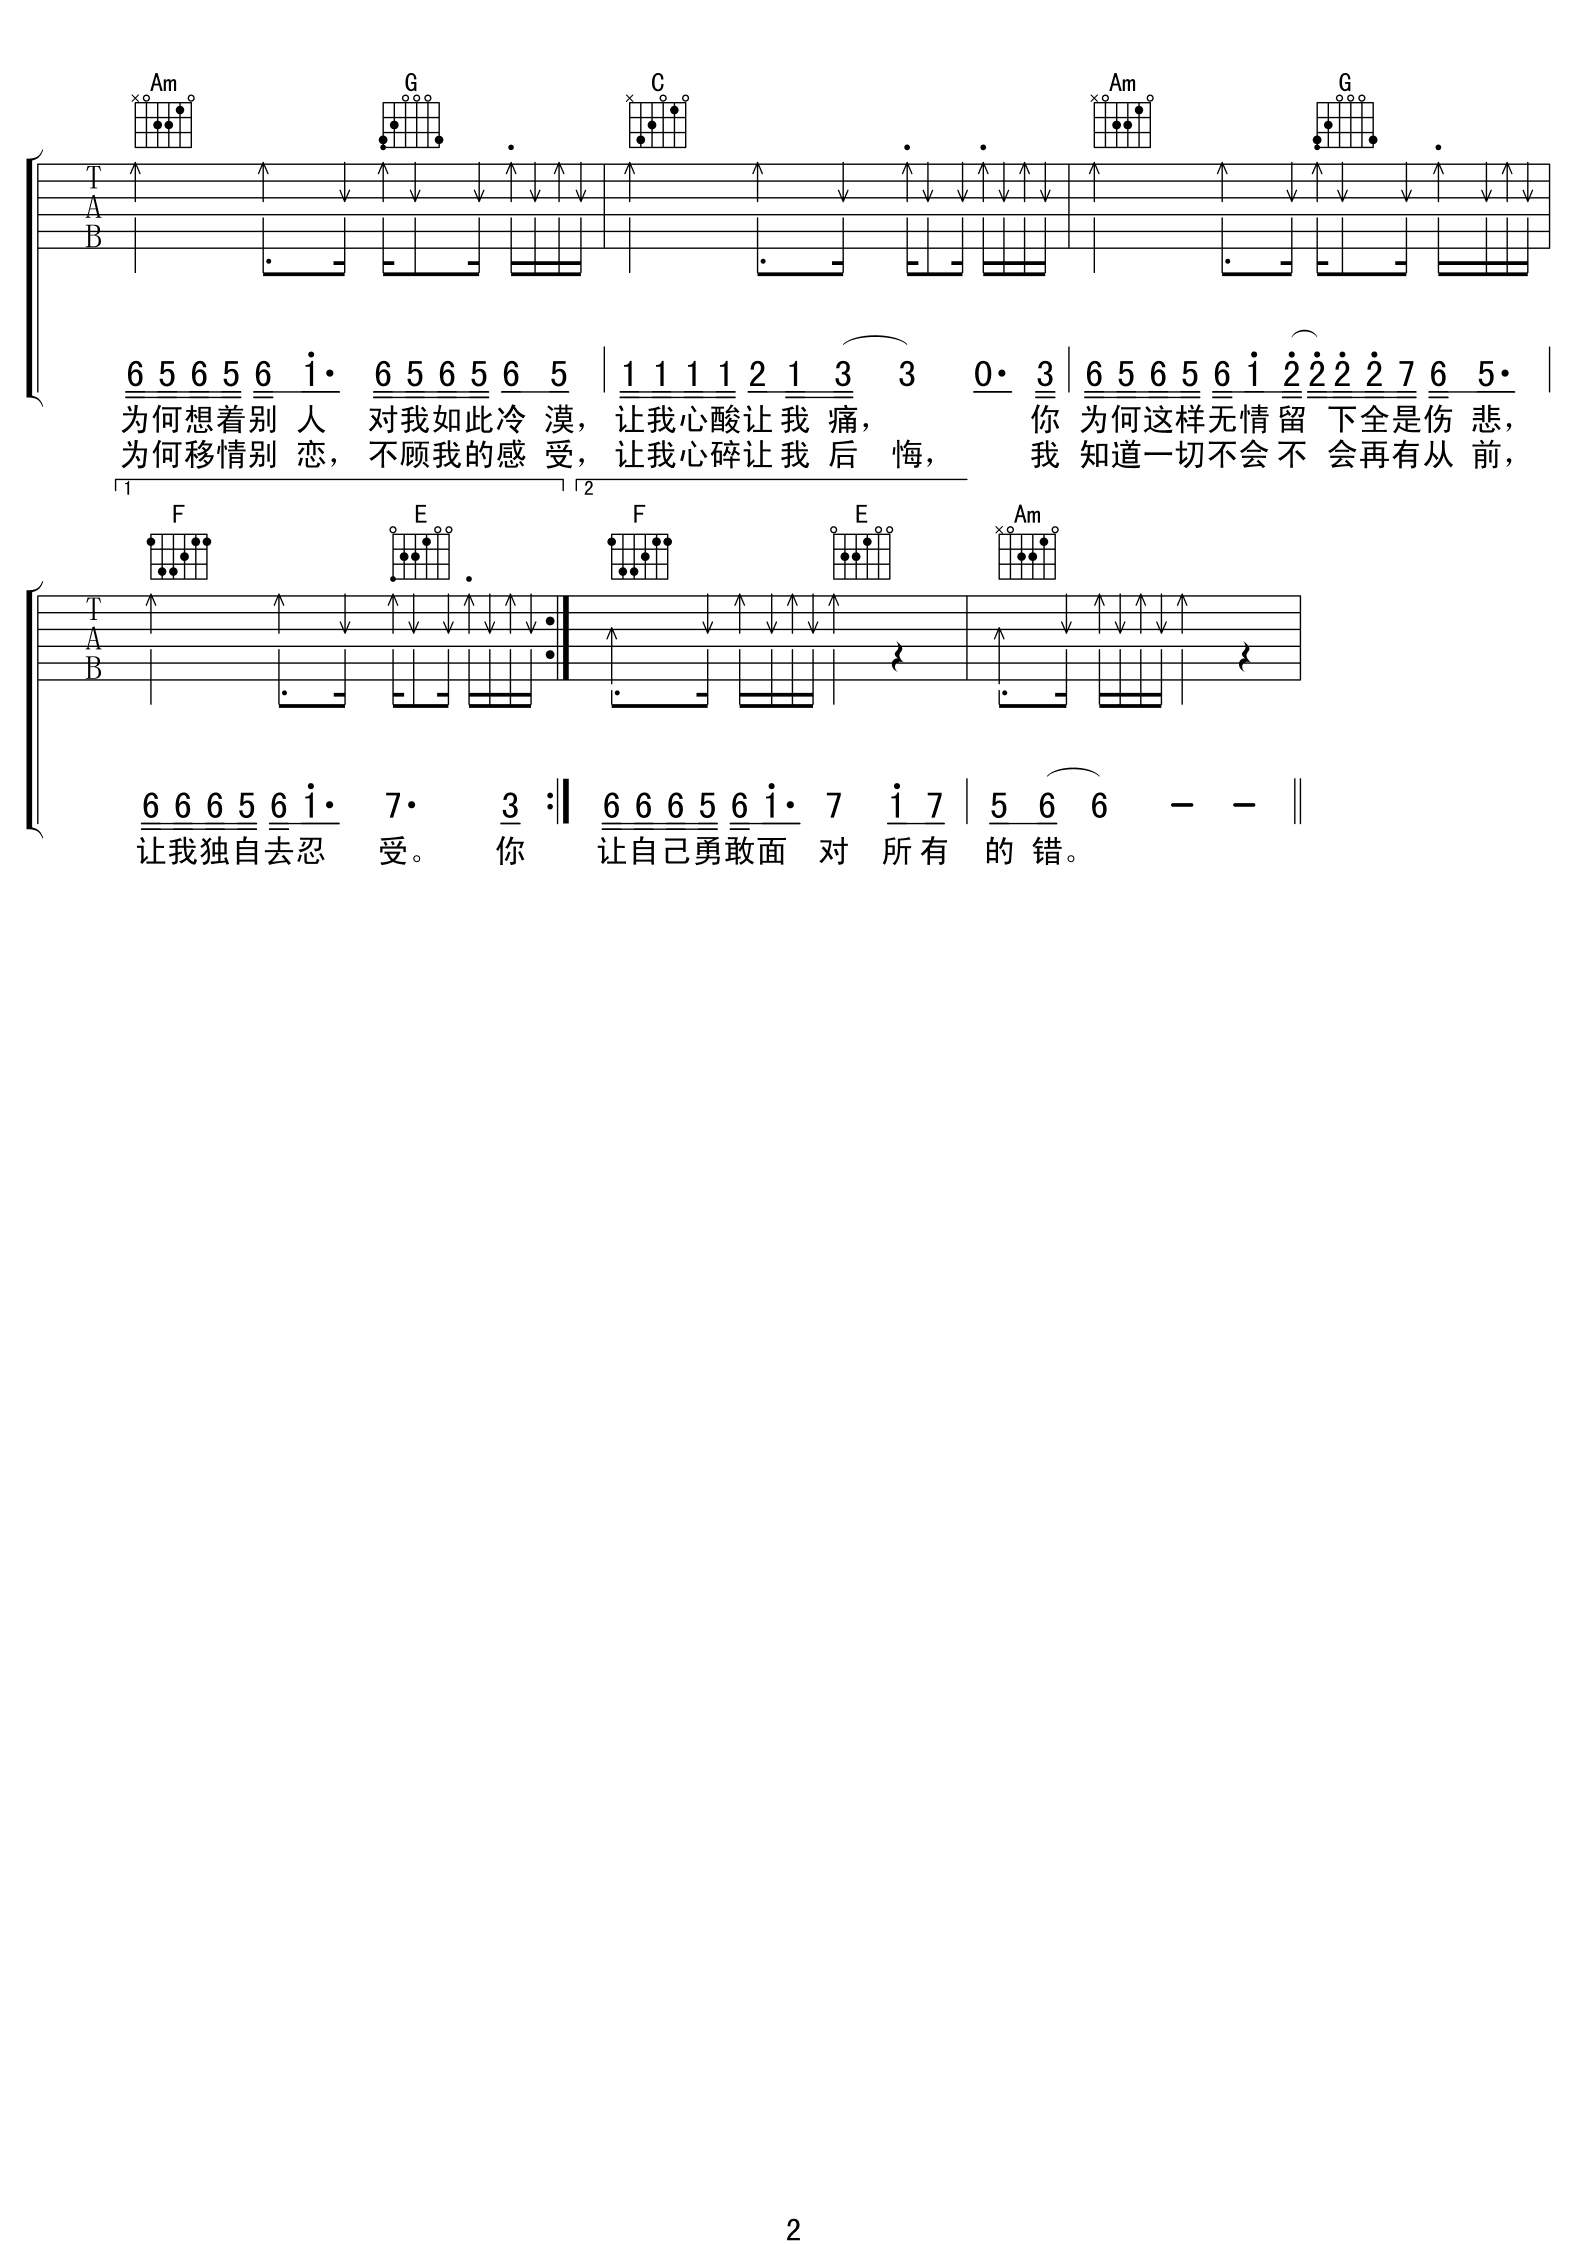 Am G C Am G
T
A
B
6 5 6 5 6 1· 6 5 6 5 6 5 1 1 1 1 2 1 3 3 0· 3 6 5 6 5 6 1 2 2 2 2 7 6 5·
为何想着别 人 对我如此冷 漠， 让我心酸让 我 痛， 你 为何这样无情 留 下全是伤 悲，
为何移情别 恋， 不顾我的感 受， 让我心碎让 我 后 悔， 我 知道一切不会 不 会再有从 前，
1 2
F E F E Am
T
A
B
6 6 6 5 6 1· 7· 3 6 6 6 5 6 1· 7 1 7 5 6 6 – –
让我独自去忍 受。 你 让自己勇敢面 对 所有 的 错。
2